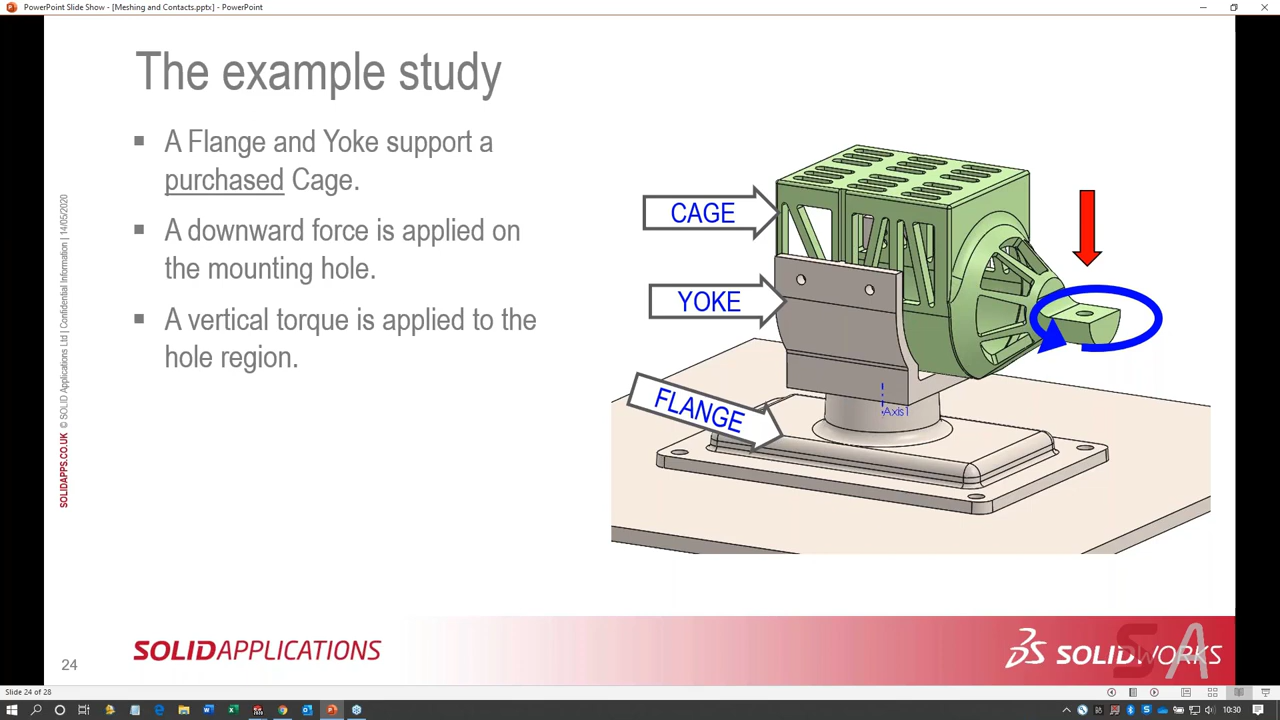 PowerPoint Slide Show - [Meshing and Contacts.pptx] - PowerPoint
The example study
▪ A Flange and Yoke support a
purchased Cage.
▪ A downward force is applied on
the mounting hole.
▪ A vertical torque is applied to the
hole region.
CAGE
YOKE
FLANGE
Axis1
SOLIDAPPS.CO.UK © SOLID Applications Ltd | Confidential Information | 14/05/2020
SOLIDAPPLICATIONS
SOLIDWORKS
SA
24
Slide 24 of 28
10:30